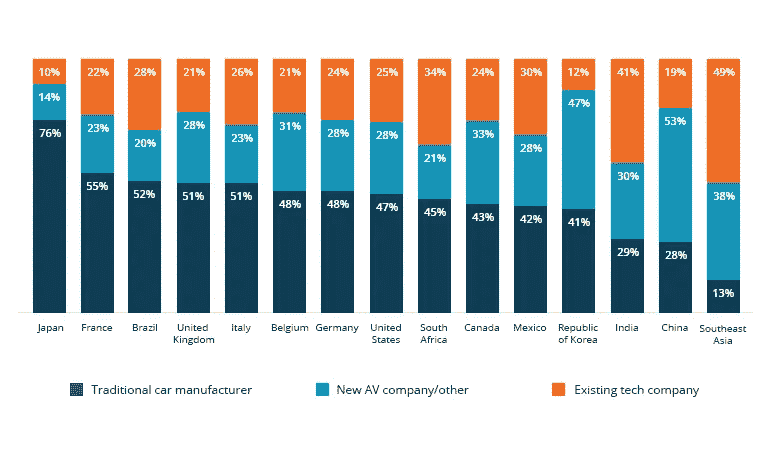 10% 22% 28% 21% 26% 21% 24% 25% 34% 24% 30% 12% 41% 19% 49%
14% 23% 20% 28% 23% 31% 28% 28% 21% 33% 28% 47% 30% 53% 38%
76% 55% 52% 51% 51% 48% 48% 47% 45% 43% 42% 41% 29% 28% 13%
Japan France Brazil United Italy Belgium Germany United South Canada Mexico Republic India China Southeast
Kingdom States Africa of Korea Asia
Traditional car manufacturer New AV company/other Existing tech company